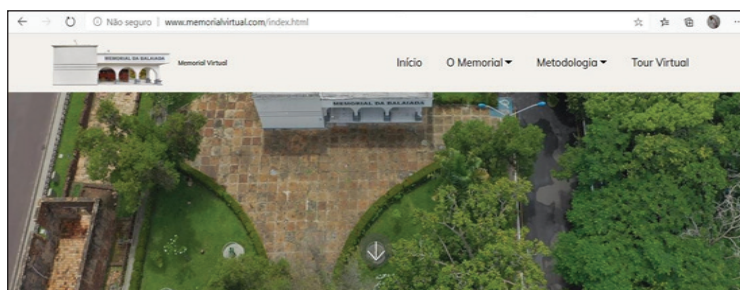 Não seguro | www.memorialvirtual.com/index.html
MEMORIAL DA BALAIADA
Memorial Virtual
Início O Memorial Metodologia Tour Virtual
MEMORIAL DA BALAIADA